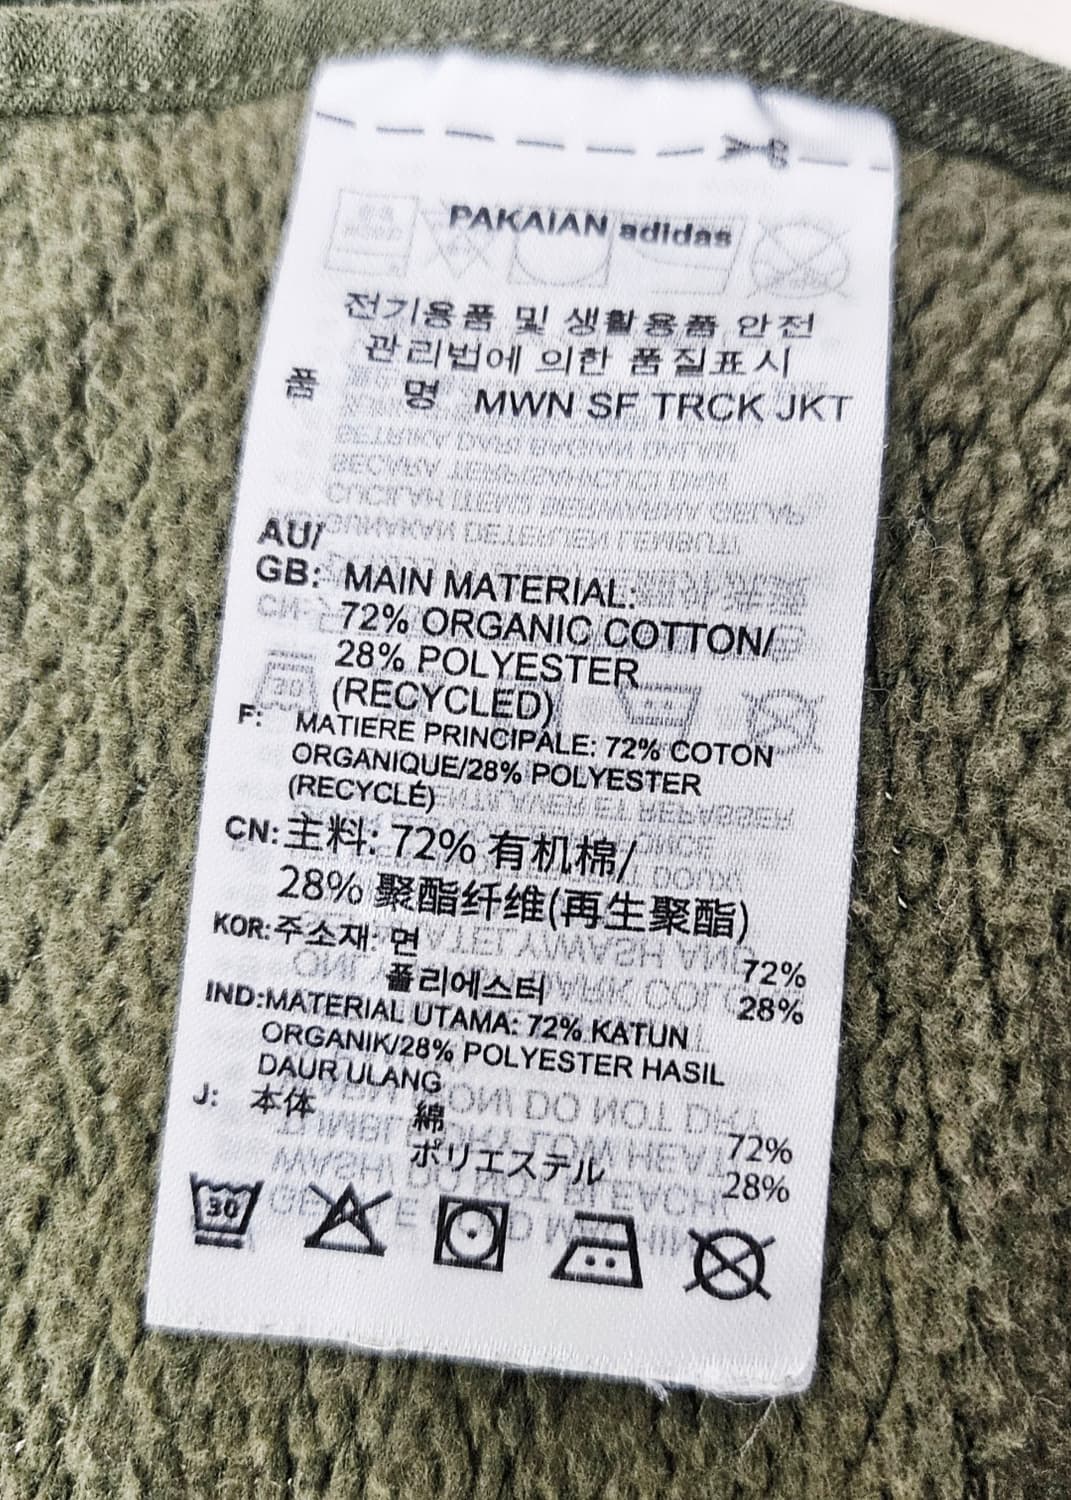 PAKAIAN adidas
전기용품 및 생활용품 안전
관리법에 의한 품질표시
품 명 MWN SF TRCK JKT
AU/
GB: MAIN MATERIAL:
72% ORGANIC COTTON/
28% POLYESTER
(RECYCLED)
F: MATIERE PRINCIPALE: 72% COTON
ORGANIQUE/28% POLYESTER
(RECYCLÉ)
CN: 主料: 72% 有机棉/
28% 聚酯纤维(再生聚酯)
KOR: 주소재: 면 72%
폴리에스터 28%
IND: MATERIAL UTAMA: 72% KATUN
ORGANIK/28% POLYESTER HASIL
DAUR ULANG
J: 本体 綿 72%
ポリエステル 28%
30